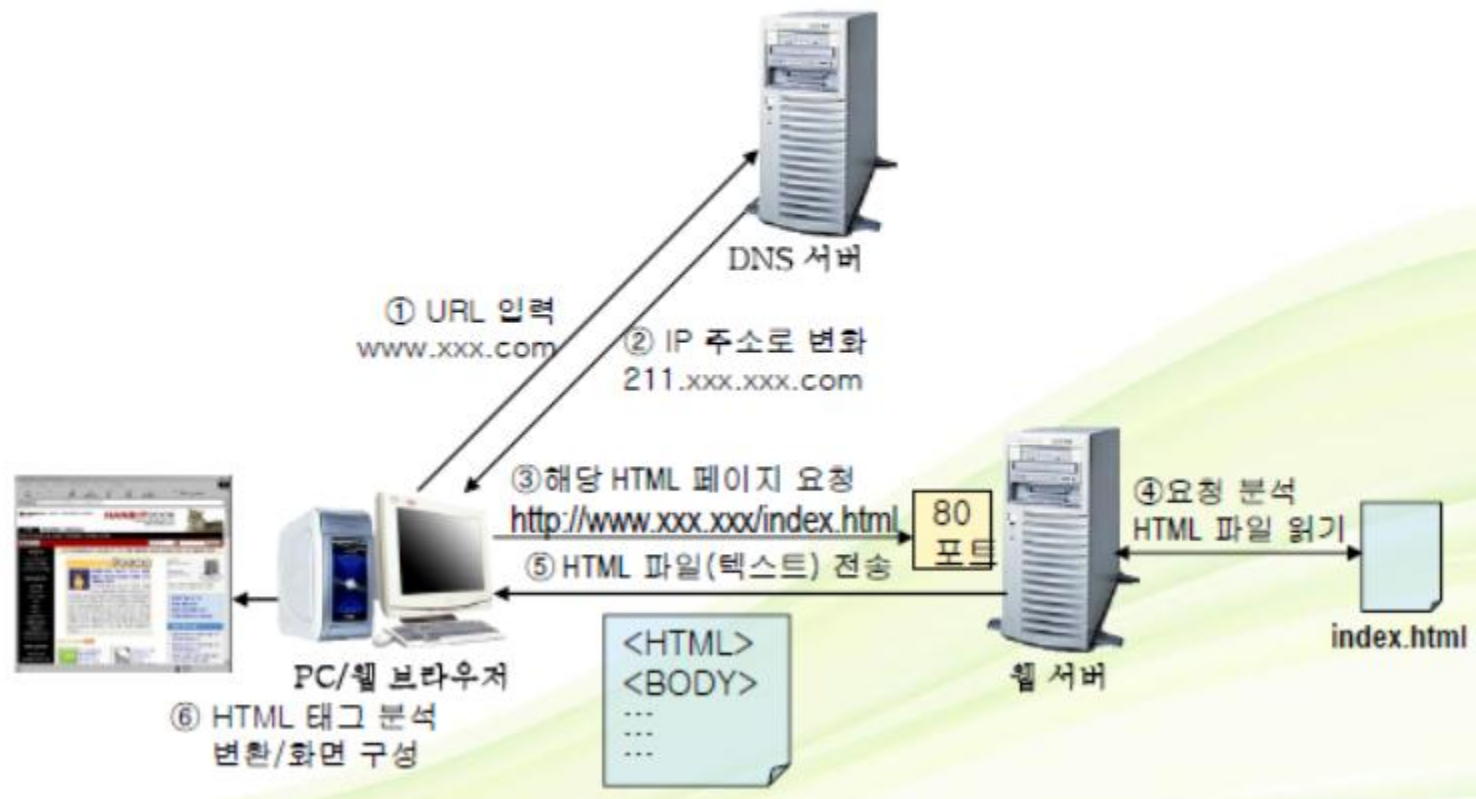 DNS 서버
① URL 입력
www.xxx.com
② IP 주소로 변화
211.xxx.xxx.com
③해당 HTML 페이지 요청
http://www.xxx.xxx/index.html
80
포트
④요청 분석
HTML 파일 읽기
⑤ HTML 파일(텍스트) 전송
index.html
<HTML>
<BODY>
...
...
...
PC/웹 브라우저
웹 서버
⑥ HTML 태그 분석
변환/화면 구성